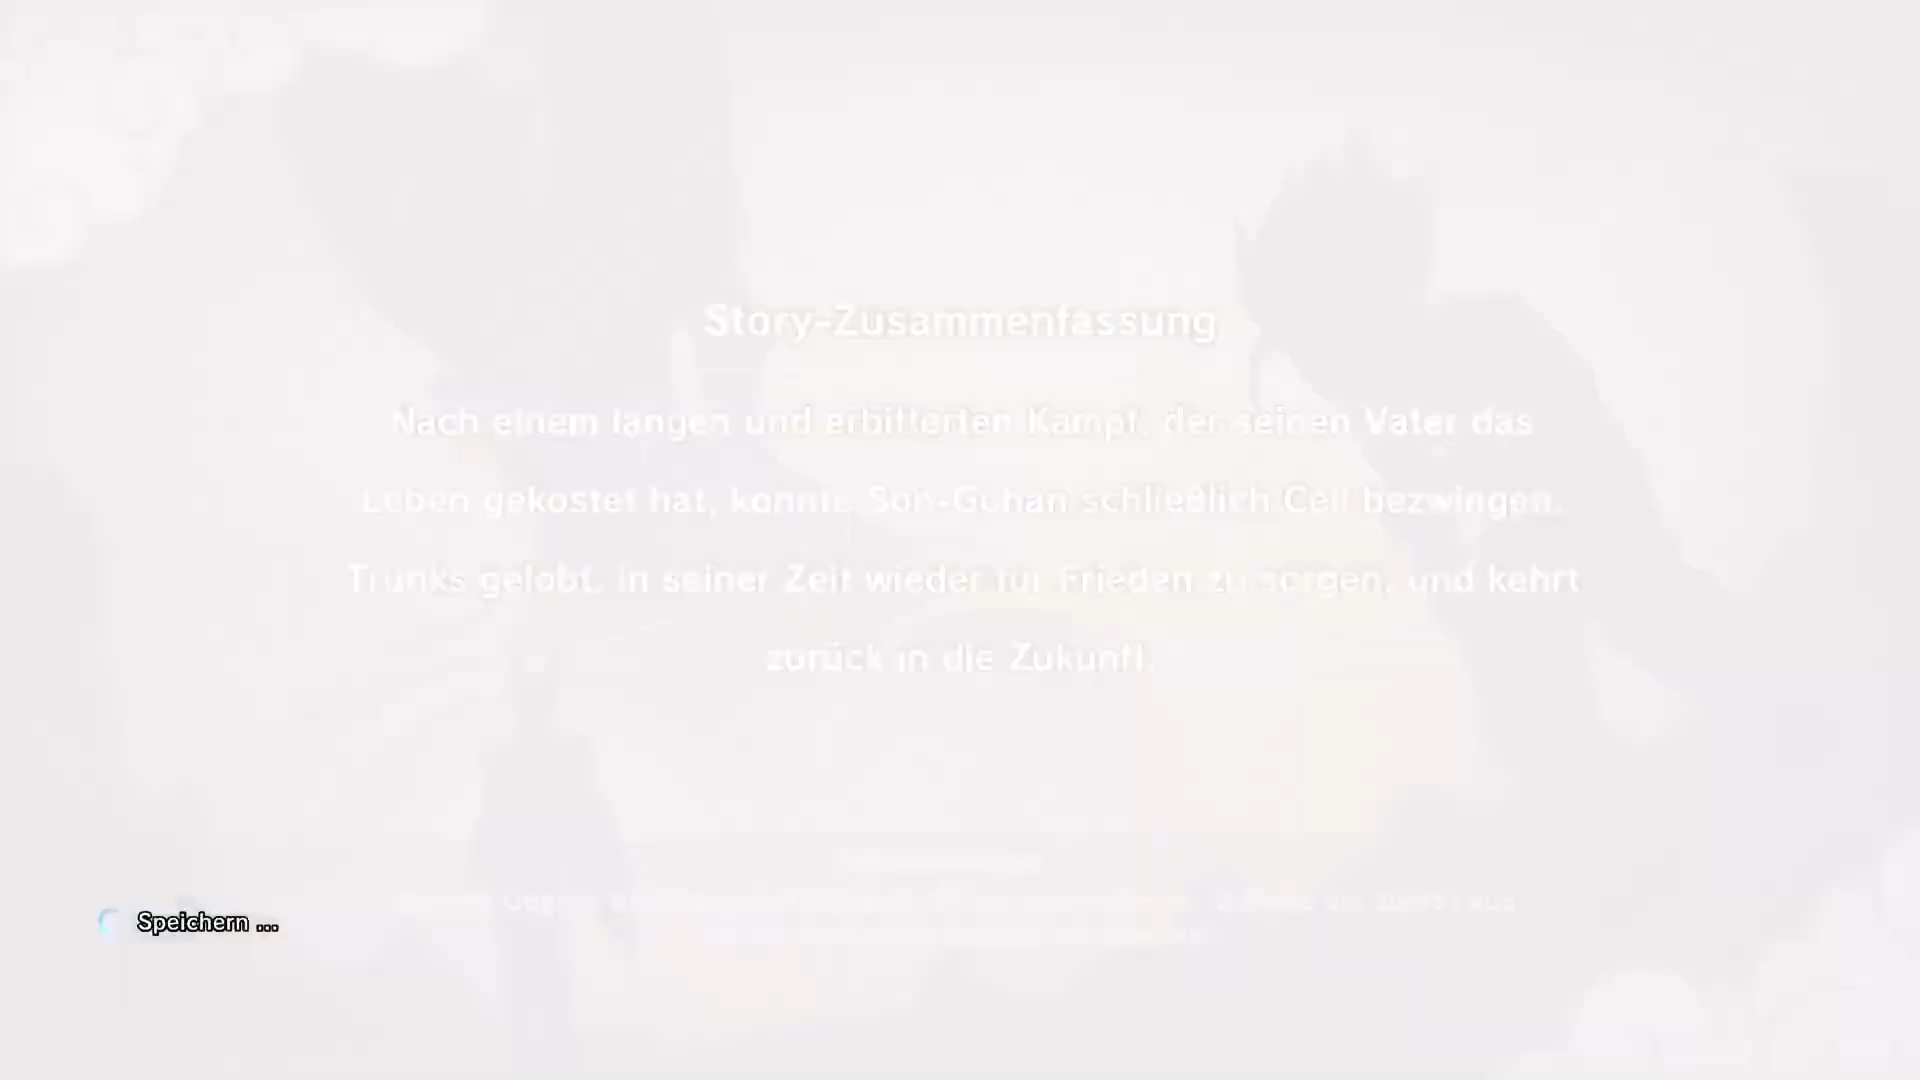 Story-Zusammenfassung
Nach einem langen und erbitterten Kampf, der seinen Vater das
Leben gekostet hat, konnte Son-Gohan schließlich Cell bezwingen.
Trunks gelobt, in seiner Zeit wieder für Frieden zu sorgen, und kehrt
zurück in die Zukunft.
Speichern ...